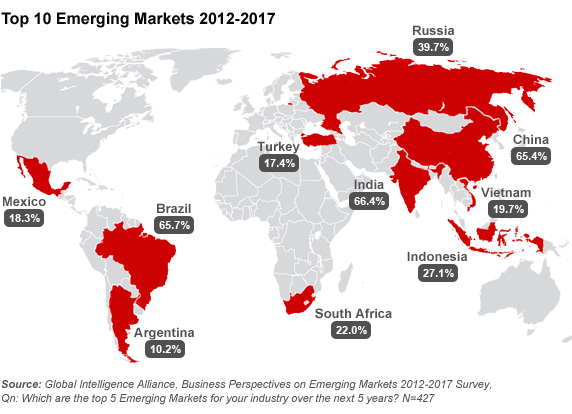 Top 10 Emerging Markets 2012-2017
Russia
39.7%
China
65.4%
Turkey
17.4%
India
66.4%
Vietnam
19.7%
Mexico
18.3%
Brazil
65.7%
Indonesia
27.1%
South Africa
22.0%
Argentina
10.2%
Source: Global Intelligence Alliance, Business Perspectives on Emerging Markets 2012-2017 Survey,
Qn: Which are the top 5 Emerging Markets for your industry over the next 5 years? N=427